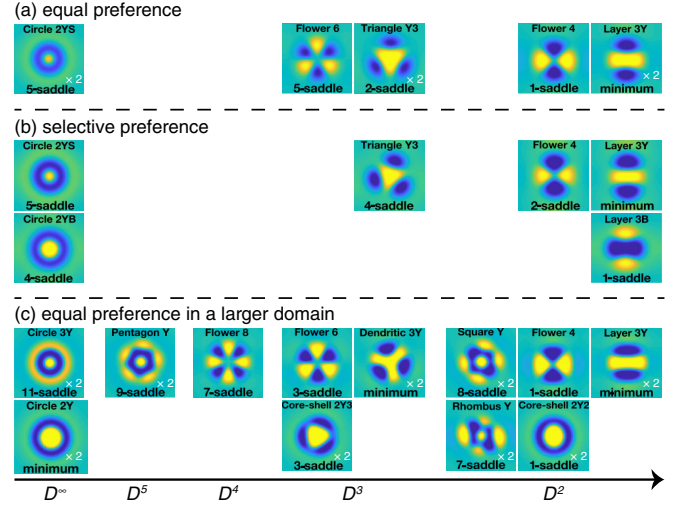 (a) equal preference
Circle 2YS
Flower 6
Triangle Y3
Flower 4
Layer 3Y
× 2
× 2
× 2
5-saddle
5-saddle
2-saddle
1-saddle
minimum
(b) selective preference
Circle 2YS
Triangle Y3
Flower 4
Layer 3Y
5-saddle
4-saddle
2-saddle
minimum
Circle 2YB
Layer 3B
4-saddle
1-saddle
(c) equal preference in a larger domain
Circle 3Y
Pentagon Y
Flower 8
Flower 6
Dendritic 3Y
Square Y
Flower 4
Layer 3Y
× 2
× 2
× 2
× 2
× 2
11-saddle
9-saddle
7-saddle
3-saddle
minimum
8-saddle
1-saddle
minimum
Circle 2Y
Core-shell 2Y3
Rhombus Y
Core-shell 2Y2
× 2
× 2
× 2
× 2
minimum
3-saddle
7-saddle
1-saddle
D∞
D5
D4
D3
D2